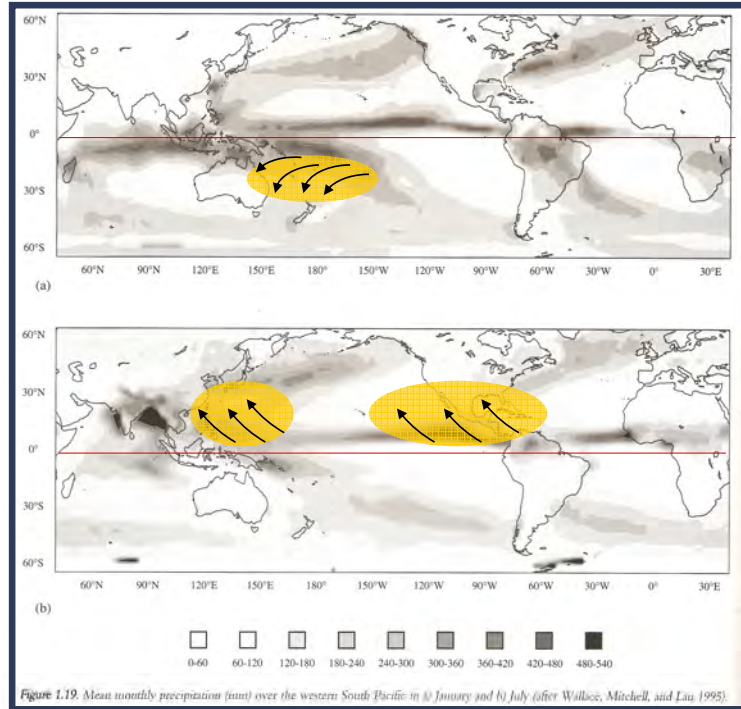 60°N
30°N
0°
30°S
60°S
60°N 90°N 120°E 150°E 180° 150°W 120°W 90°W 60°W 30°W 0° 30°E
(a)
60°N
30°N
0°
30°S
60°S
60°N 90°N 120°E 150°E 180° 150°W 120°W 90°W 60°W 30°W 0° 30°E
(b)
0-60 60-120 120-180 180-240 240-300 300-360 360-420 420-480 480-540
Figure 1.19. Mean monthly precipitation (mm) over the western South Pacific in a) January and b) July (after Wallace, Mitchell, and Lau 1995).